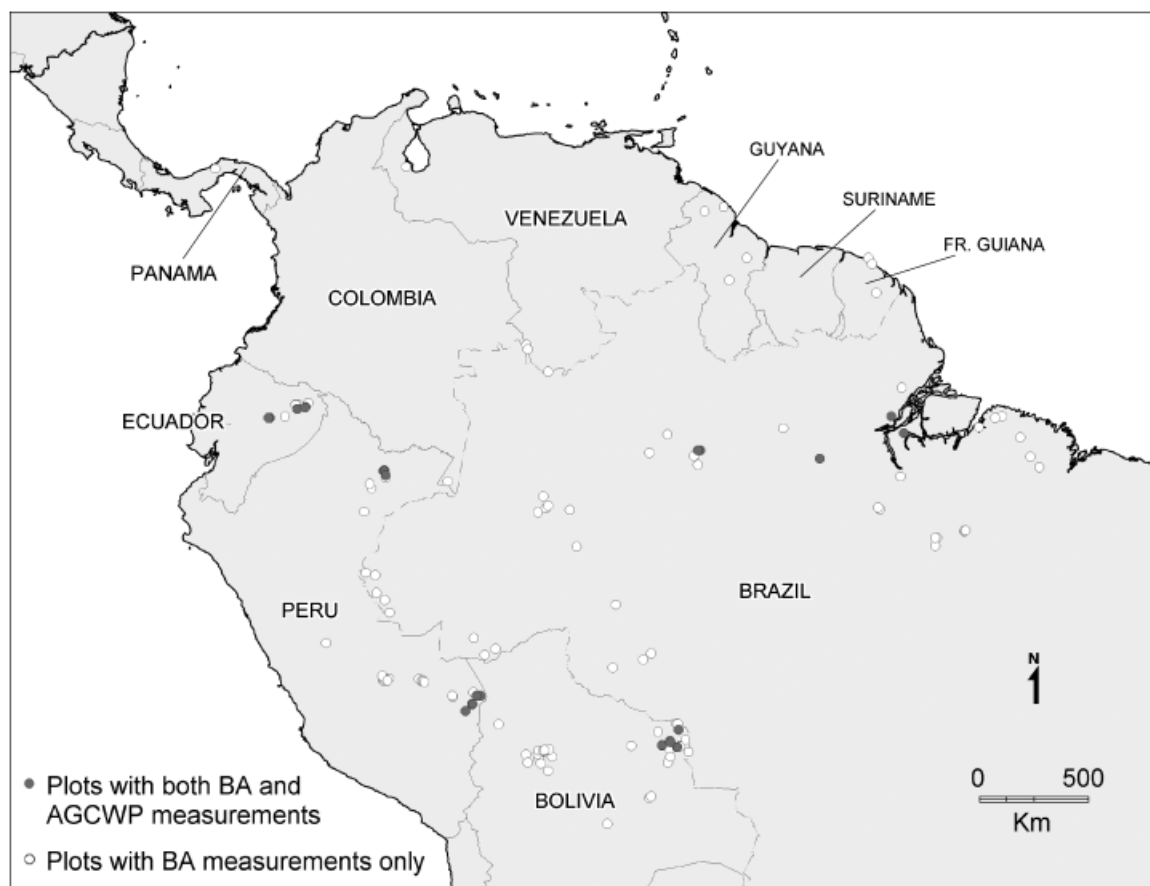 GUYANA
VENEZUELA
SURINAME
FR. GUIANA
PANAMA
COLOMBIA
ECUADOR
BRAZIL
PERU
N
Plots with both BA and
AGCWP measurements
BOLIVIA
0 500
Km
Plots with BA measurements only